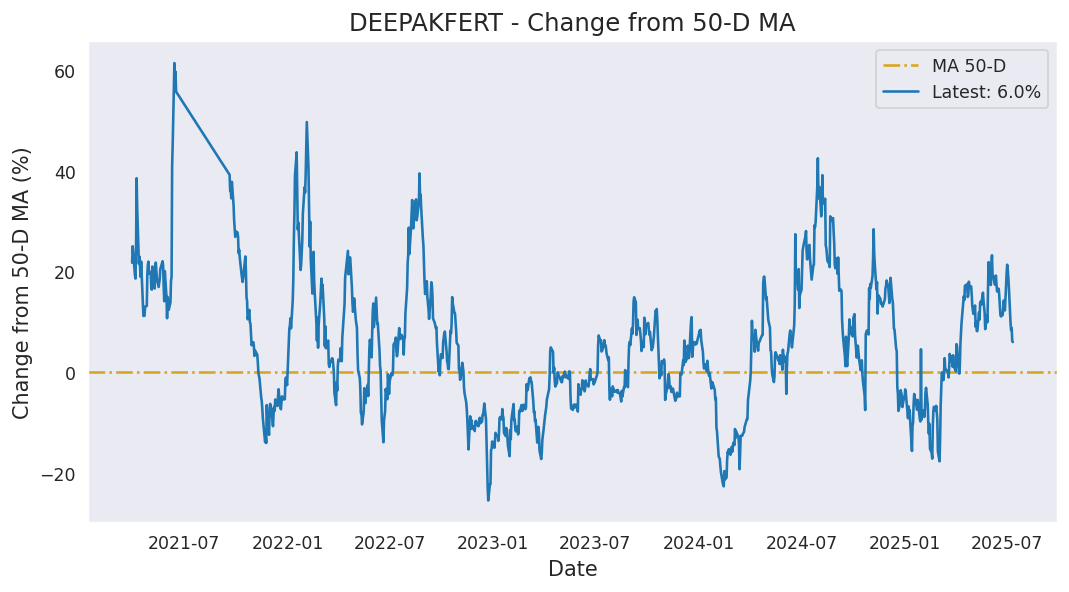 DEEPAKFERT - Change from 50-D MA
MA 50-D
Latest: 6.0%
Change from 50-D MA (%)
60
40
20
0
−20
2021-07
2022-01
2022-07
2023-01
2023-07
2024-01
2024-07
2025-01
2025-07
Date